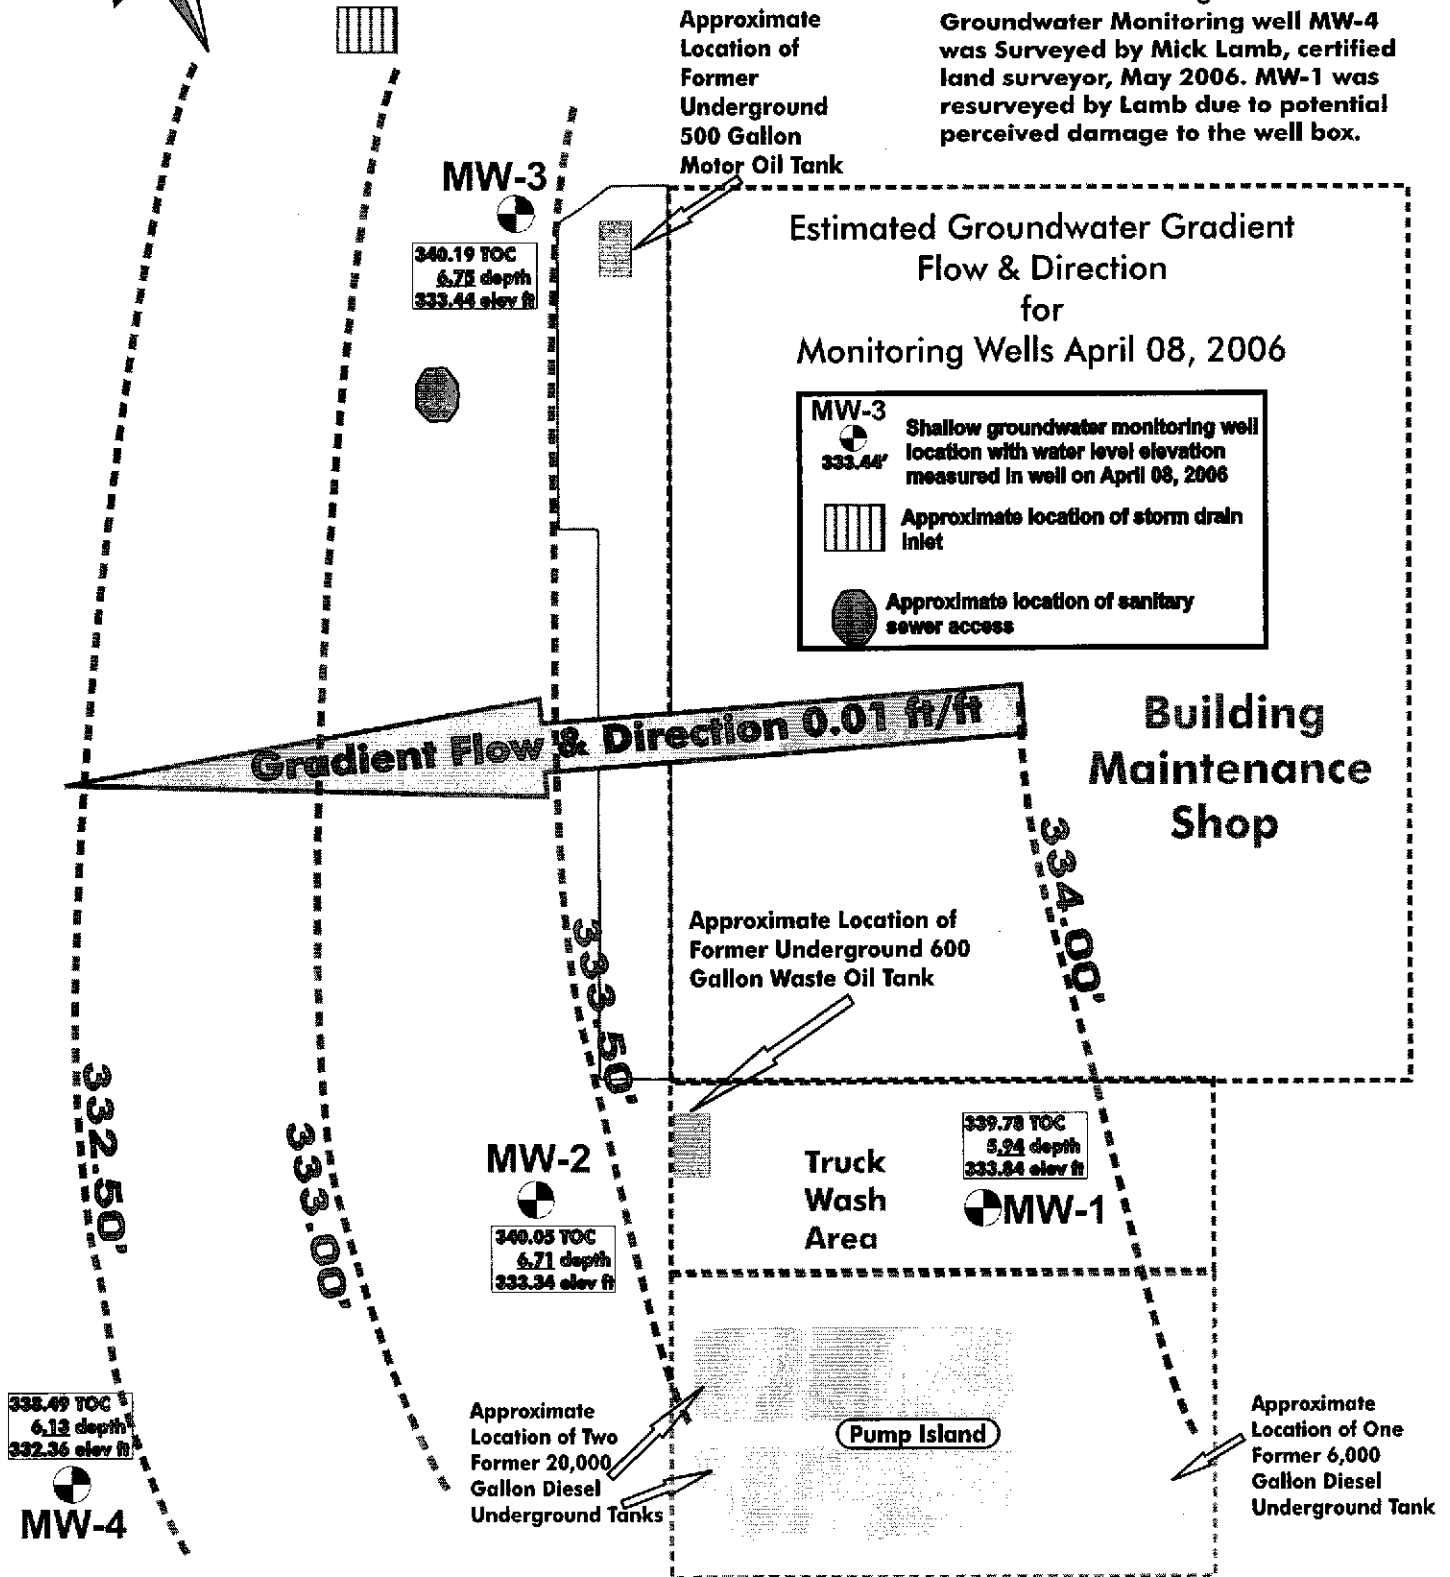 Approximate
Location of
Former
Underground
500 Gallon
Motor Oil Tank
Groundwater Monitoring well MW-4
was Surveyed by Mick Lamb, certified
land surveyor, May 2006. MW-1 was
resurveyed by Lamb due to potential
perceived damage to the well box.
MW-3
340.19 TOC
6.75 depth
333.44 elev ft
Estimated Groundwater Gradient
Flow & Direction
for
Monitoring Wells April 08, 2006
MW-3
333.44'
Shallow groundwater monitoring well
location with water level elevation
measured in well on April 08, 2006
Approximate location of storm drain
inlet
Approximate location of sanitary
sewer access
Gradient Flow & Direction 0.01 ft/ft
Building
Maintenance
Shop
334.00'
333.50'
333.00'
332.50'
Approximate Location of
Former Underground 600
Gallon Waste Oil Tank
MW-2
340.05 TOC
6.71 depth
333.34 elev ft
Truck
Wash
Area
339.78 TOC
5.94 depth
333.84 elev ft
MW-1
338.49 TOC
6.13 depth
332.36 elev ft
MW-4
Approximate
Location of Two
Former 20,000
Gallon Diesel
Underground Tanks
Pump Island
Approximate
Location of One
Former 6,000
Gallon Diesel
Underground Tank